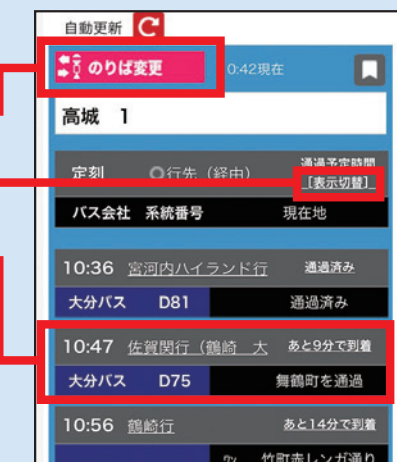 自動更新 C
のりば変更 0:42現在
高城 1
定刻 ◎行先（経由） 通過予定時間
［表示切替］
バス会社 系統番号 現在地
10:36 宮河内ハイランド行 通過済み
大分バス D81 通過済み
10:47 佐賀関行（鶴崎 大 あと9分で到着
大分バス D75 舞鶴町を通過
10:56 鶴崎行 あと14分で到着
竹町赤レンガ通り